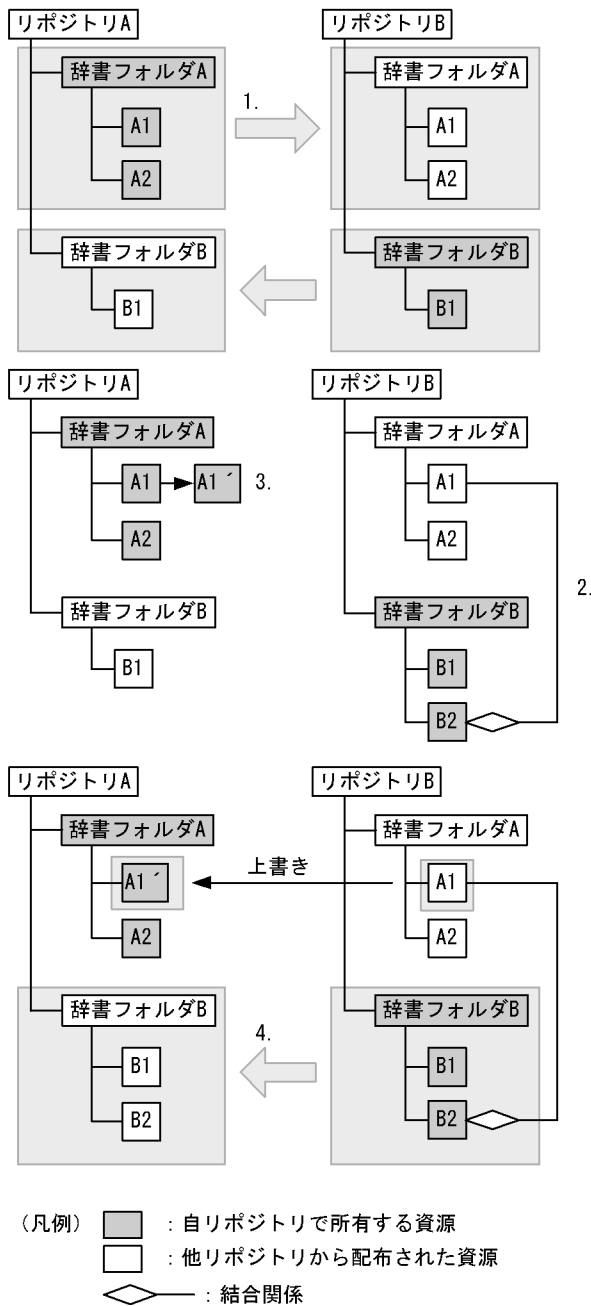 リポジトリA
リポジトリB
辞書フォルダA
辞書フォルダA
1.
A1
A1
A2
A2
辞書フォルダB
辞書フォルダB
B1
B1
リポジトリA
リポジトリB
辞書フォルダA
辞書フォルダA
A1
A1´
3.
A1
A2
A2
2.
辞書フォルダB
辞書フォルダB
B1
B1
B2
リポジトリA
リポジトリB
辞書フォルダA
辞書フォルダA
上書き
A1´
A1
A2
A2
辞書フォルダB
辞書フォルダB
4.
B1
B1
B2
B2
(凡例)
:自リポジトリで所有する資源
:他リポジトリから配布された資源
:結合関係